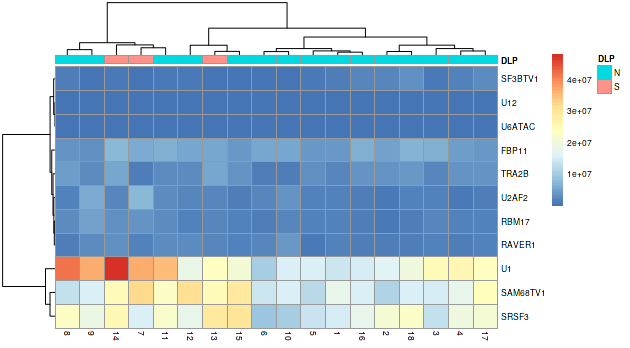 DLP
SF3BTV1
U12
U6ATAC
FBP11
TRA2B
U2AF2
RBM17
RAVER1
U1
SAM68TV1
SRSF3
8 9 14 7 11 12 13 15 6 10 5 1 16 2 18 3 4 17
4e+07
3e+07
2e+07
1e+07
DLP
N
S